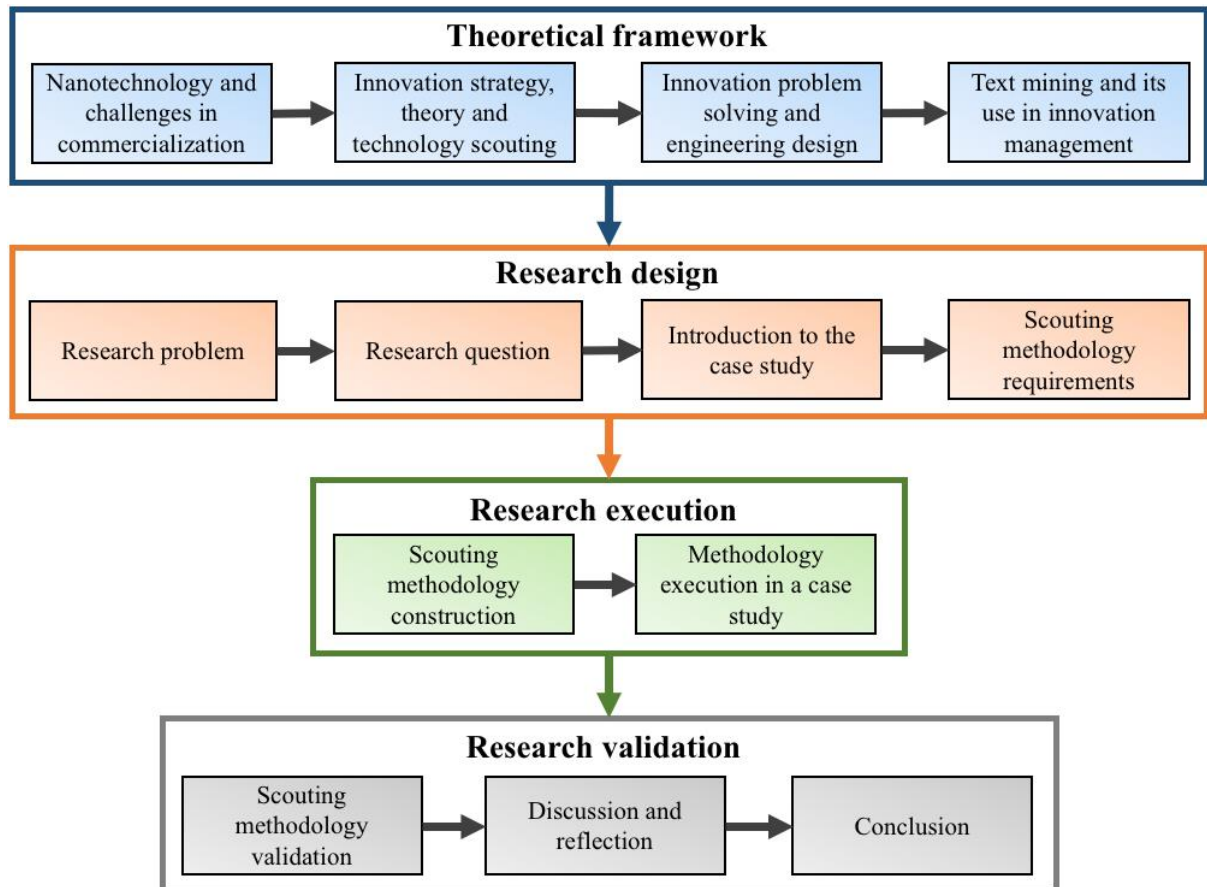 Theoretical framework
Nanotechnology and
challenges in
commercialization
Innovation strategy,
theory and
technology scouting
Innovation problem
solving and
engineering design
Text mining and its
use in innovation
management
Research design
Research problem
Research question
Introduction to the
case study
Scouting
methodology
requirements
Research execution
Scouting
methodology
construction
Methodology
execution in a case
study
Research validation
Scouting
methodology
validation
Discussion and
reflection
Conclusion